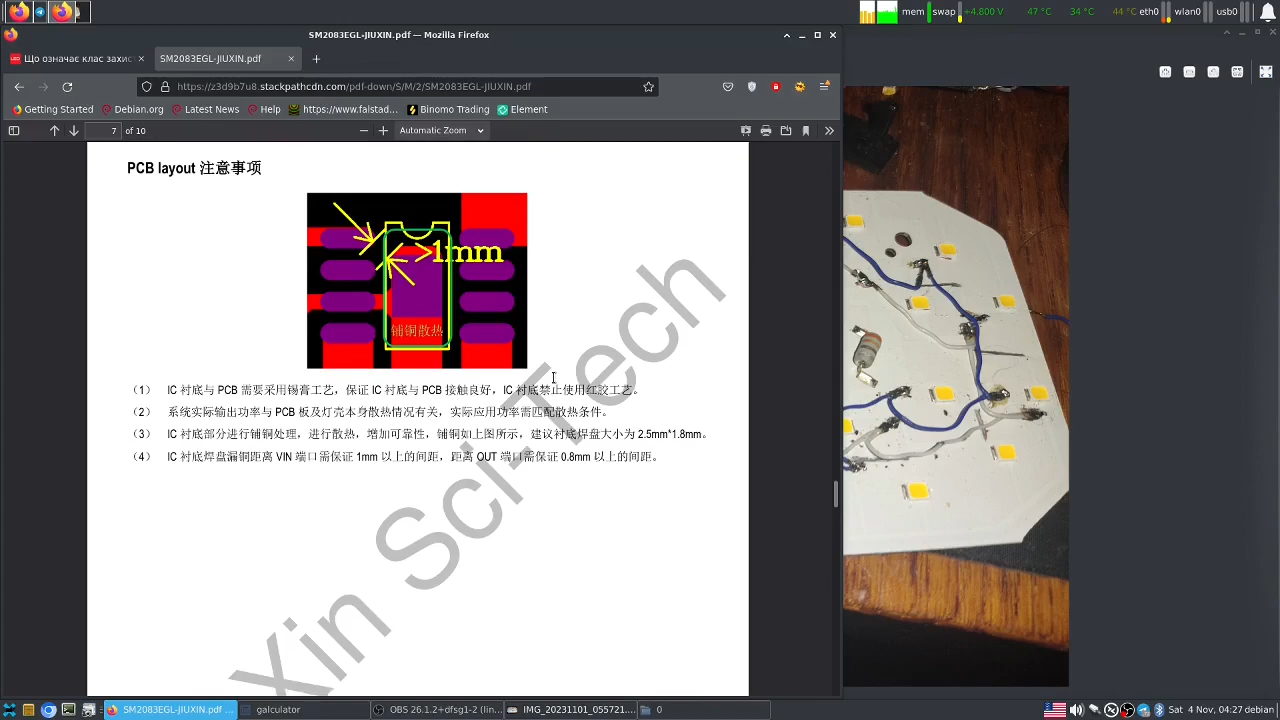 SM2083EGL-JIUXIN.pdf — Mozilla Firefox
mem swap +4.800 V 47 °C 34 °C 44 °C eth0 wlan0 usb0
Що означає клас захис
SM2083EGL-JIUXIN.pdf
https://z3d9b7u8.stackpathcdn.com/pdf-down/S/M/2/SM2083EGL-JIUXIN.pdf
Getting Started Debian.org Latest News Help https://www.falstad... Binomo Trading Element
7 of 10 Automatic Zoom
PCB layout 注意事项
>1mm
铺铜散热
（1） IC 衬底与 PCB 需要采用锡膏工艺，保证 IC 衬底与 PCB 接触良好，IC 衬底禁止使用红胶工艺。
（2） 系统实际输出功率与 PCB 板及灯壳本身散热情况有关，实际应用功率需匹配散热条件。
（3） IC 衬底部分进行铺铜处理，进行散热，增加可靠性，铺铜如上图所示，建议衬底焊盘大小为 2.5mm*1.8mm。
（4） IC 衬底焊盘漏铜距离 VIN 端口需保证 1mm 以上的间距，距离 OUT 端口需保证 0.8mm 以上的间距。
Xin Sci-Tech
SM2083EGL-JIUXIN.pdf ... galculator OBS 26.1.2+dfsg1-2 (lin... IMG_20231101_055721... 0 Sat 4 Nov, 04:27 debian